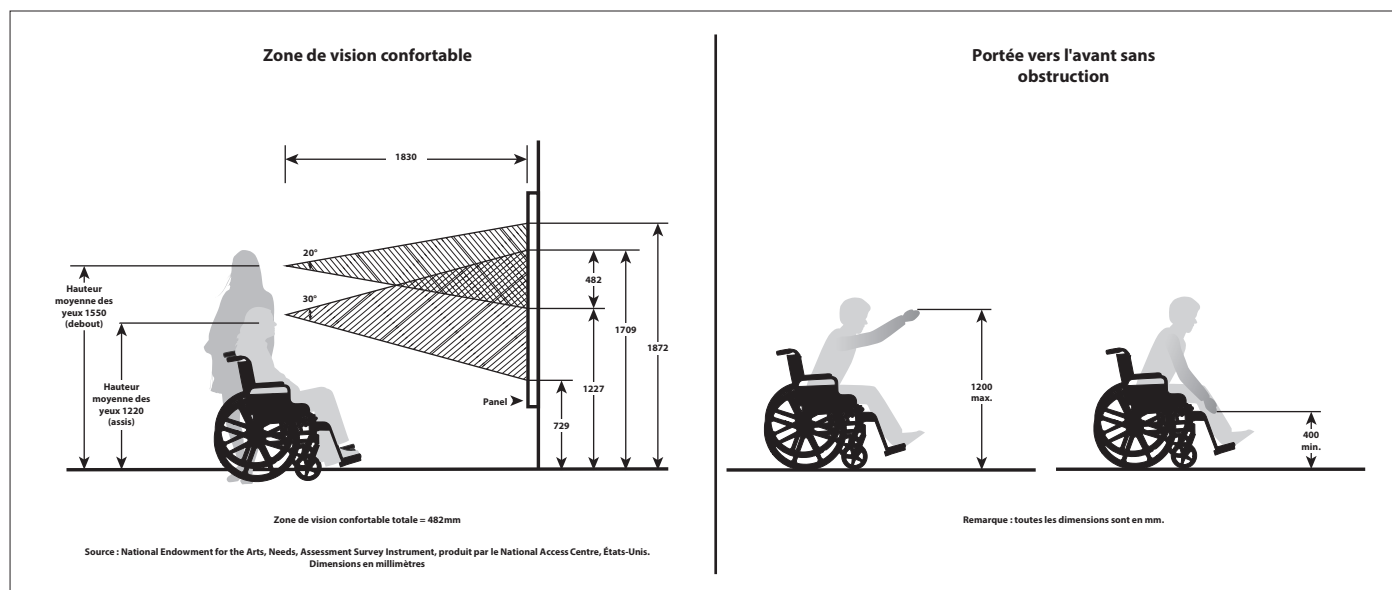 Zone de vision confortable
1830
20°
30°
Hauteur
moyenne des
yeux 1550
(debout)
Hauteur
moyenne des
yeux 1220
(assis)
482
1709
1872
1227
729
Panel
Zone de vision confortable totale = 482mm
Source : National Endowment for the Arts, Needs, Assessment Survey Instrument, produit par le National Access Centre, États-Unis.
Dimensions en millimètres
Portée vers l'avant sans
obstruction
1200
max.
400
min.
Remarque : toutes les dimensions sont en mm.